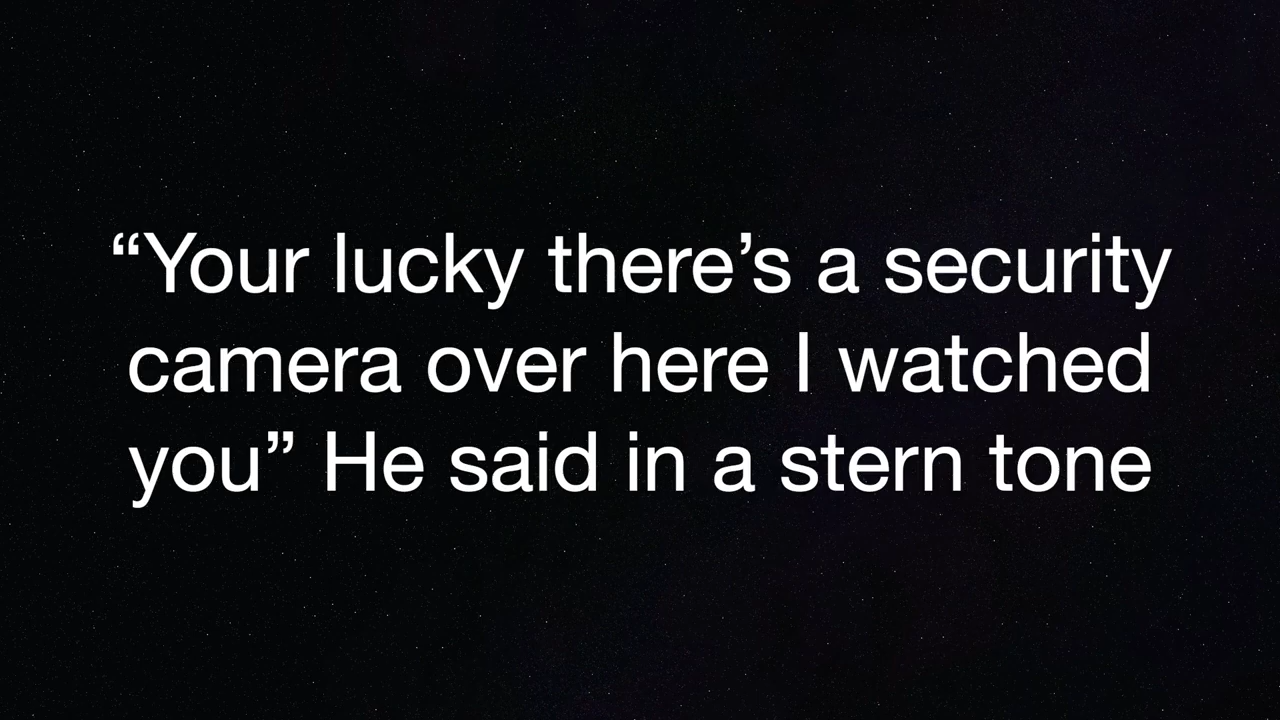 “Your lucky there’s a security
camera over here I watched
you” He said in a stern tone